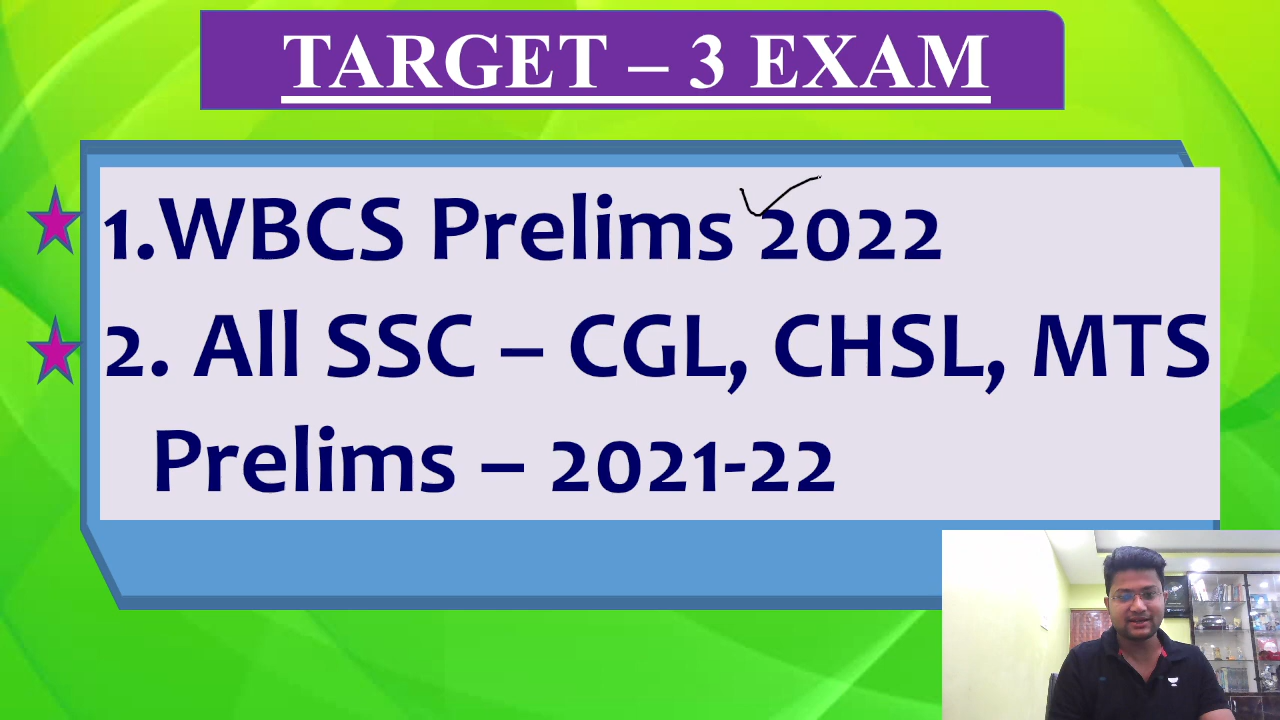 TARGET – 3 EXAM
1.WBCS Prelims 2022
2. All SSC – CGL, CHSL, MTS
Prelims – 2021-22